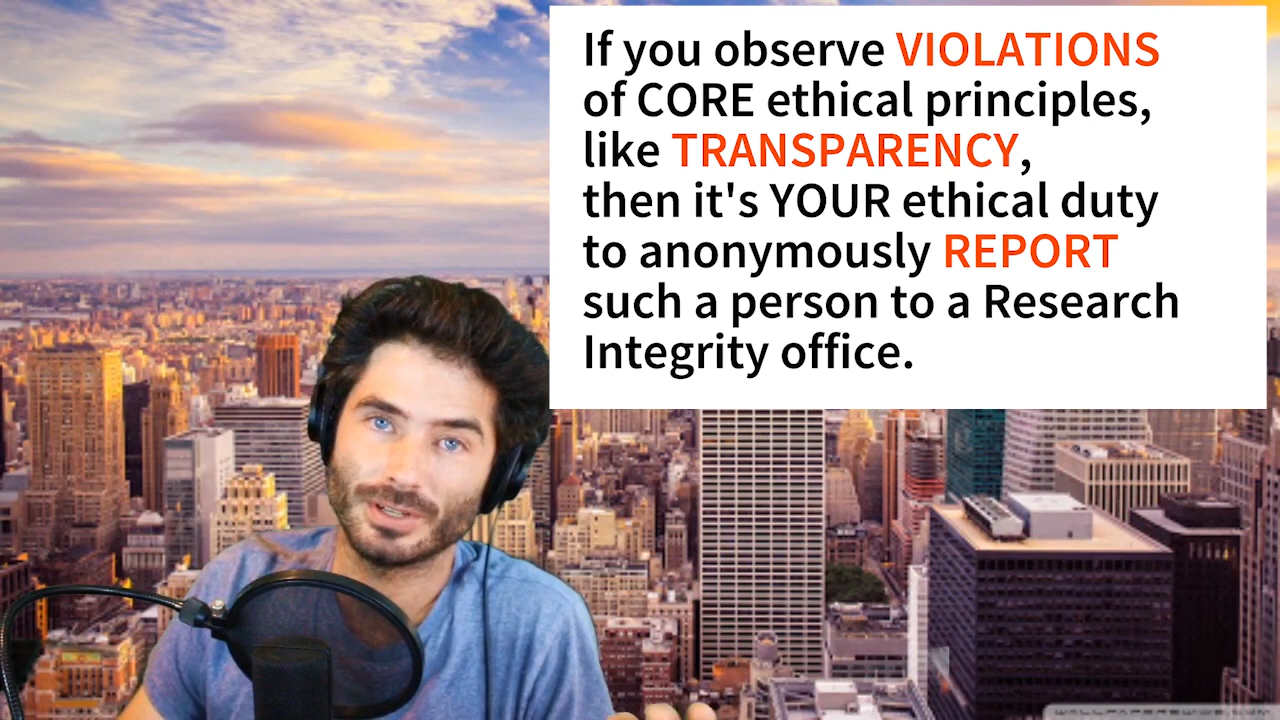 If you observe VIOLATIONS
of CORE ethical principles,
like TRANSPARENCY,
then it's YOUR ethical duty
to anonymously REPORT
such a person to a Research
Integrity office.